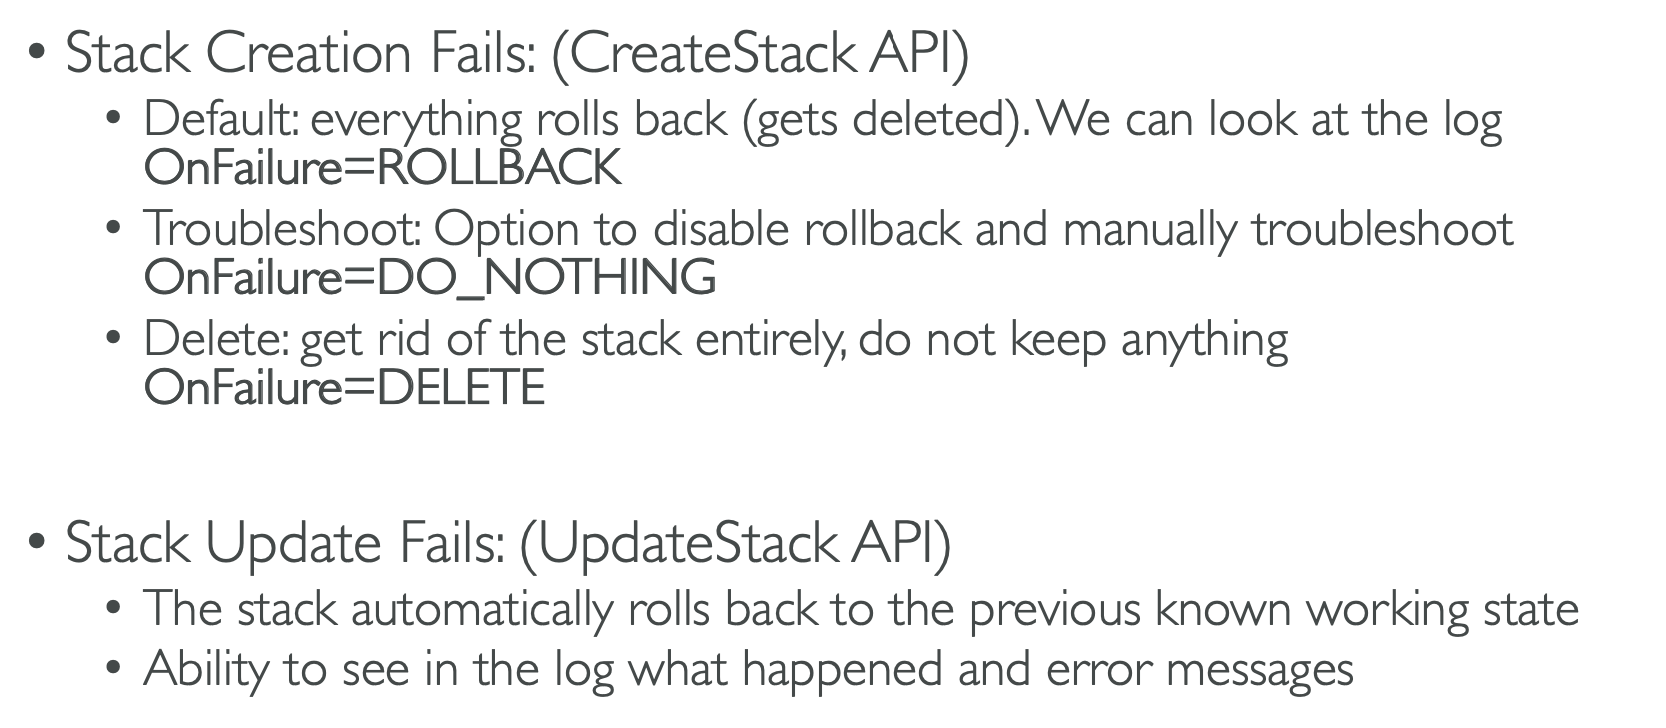 • Stack Creation Fails: (CreateStack API)
• Default: everything rolls back (gets deleted). We can look at the log
OnFailure=ROLLBACK
• Troubleshoot: Option to disable rollback and manually troubleshoot
OnFailure=DO_NOTHING
• Delete: get rid of the stack entirely, do not keep anything
OnFailure=DELETE
• Stack Update Fails: (UpdateStack API)
• The stack automatically rolls back to the previous known working state
• Ability to see in the log what happened and error messages